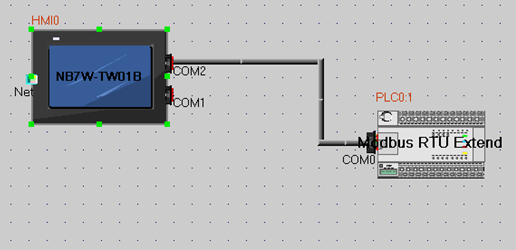 HMI0
NB7W-TW01B
COM2
Net
COM1
PLC0:1
Modbus RTU Extend
COM0